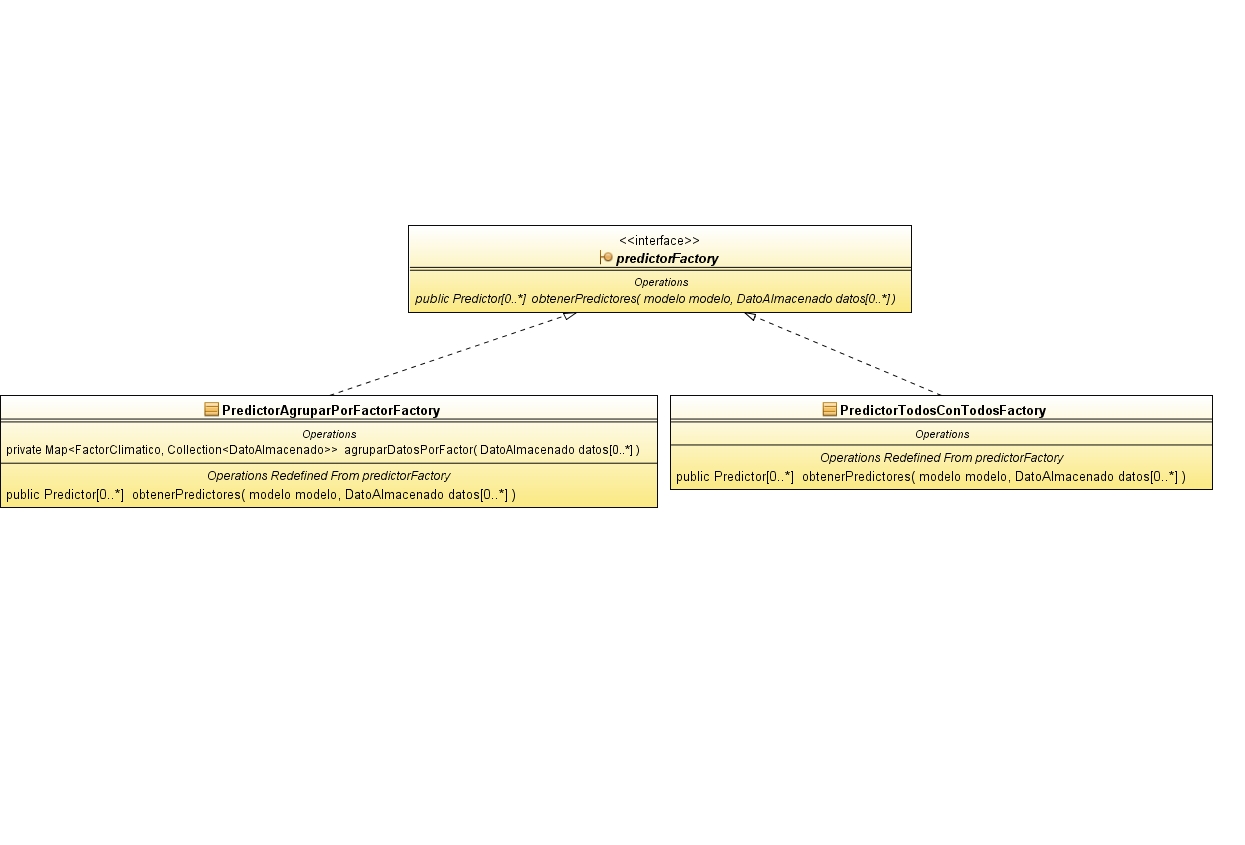 <<interface>>
predictorFactory
Operations
public Predictor[0..*] obtenerPredictores( modelo modelo, DatoAlmacenado datos[0..*] )
PredictorAgruparPorFactorFactory
Operations
private Map<FactorClimatico, Collection<DatoAlmacenado>> agruparDatosPorFactor( DatoAlmacenado datos[0..*] )
Operations Redefined From predictorFactory
public Predictor[0..*] obtenerPredictores( modelo modelo, DatoAlmacenado datos[0..*] )
PredictorTodosConTodosFactory
Operations
Operations Redefined From predictorFactory
public Predictor[0..*] obtenerPredictores( modelo modelo, DatoAlmacenado datos[0..*] )